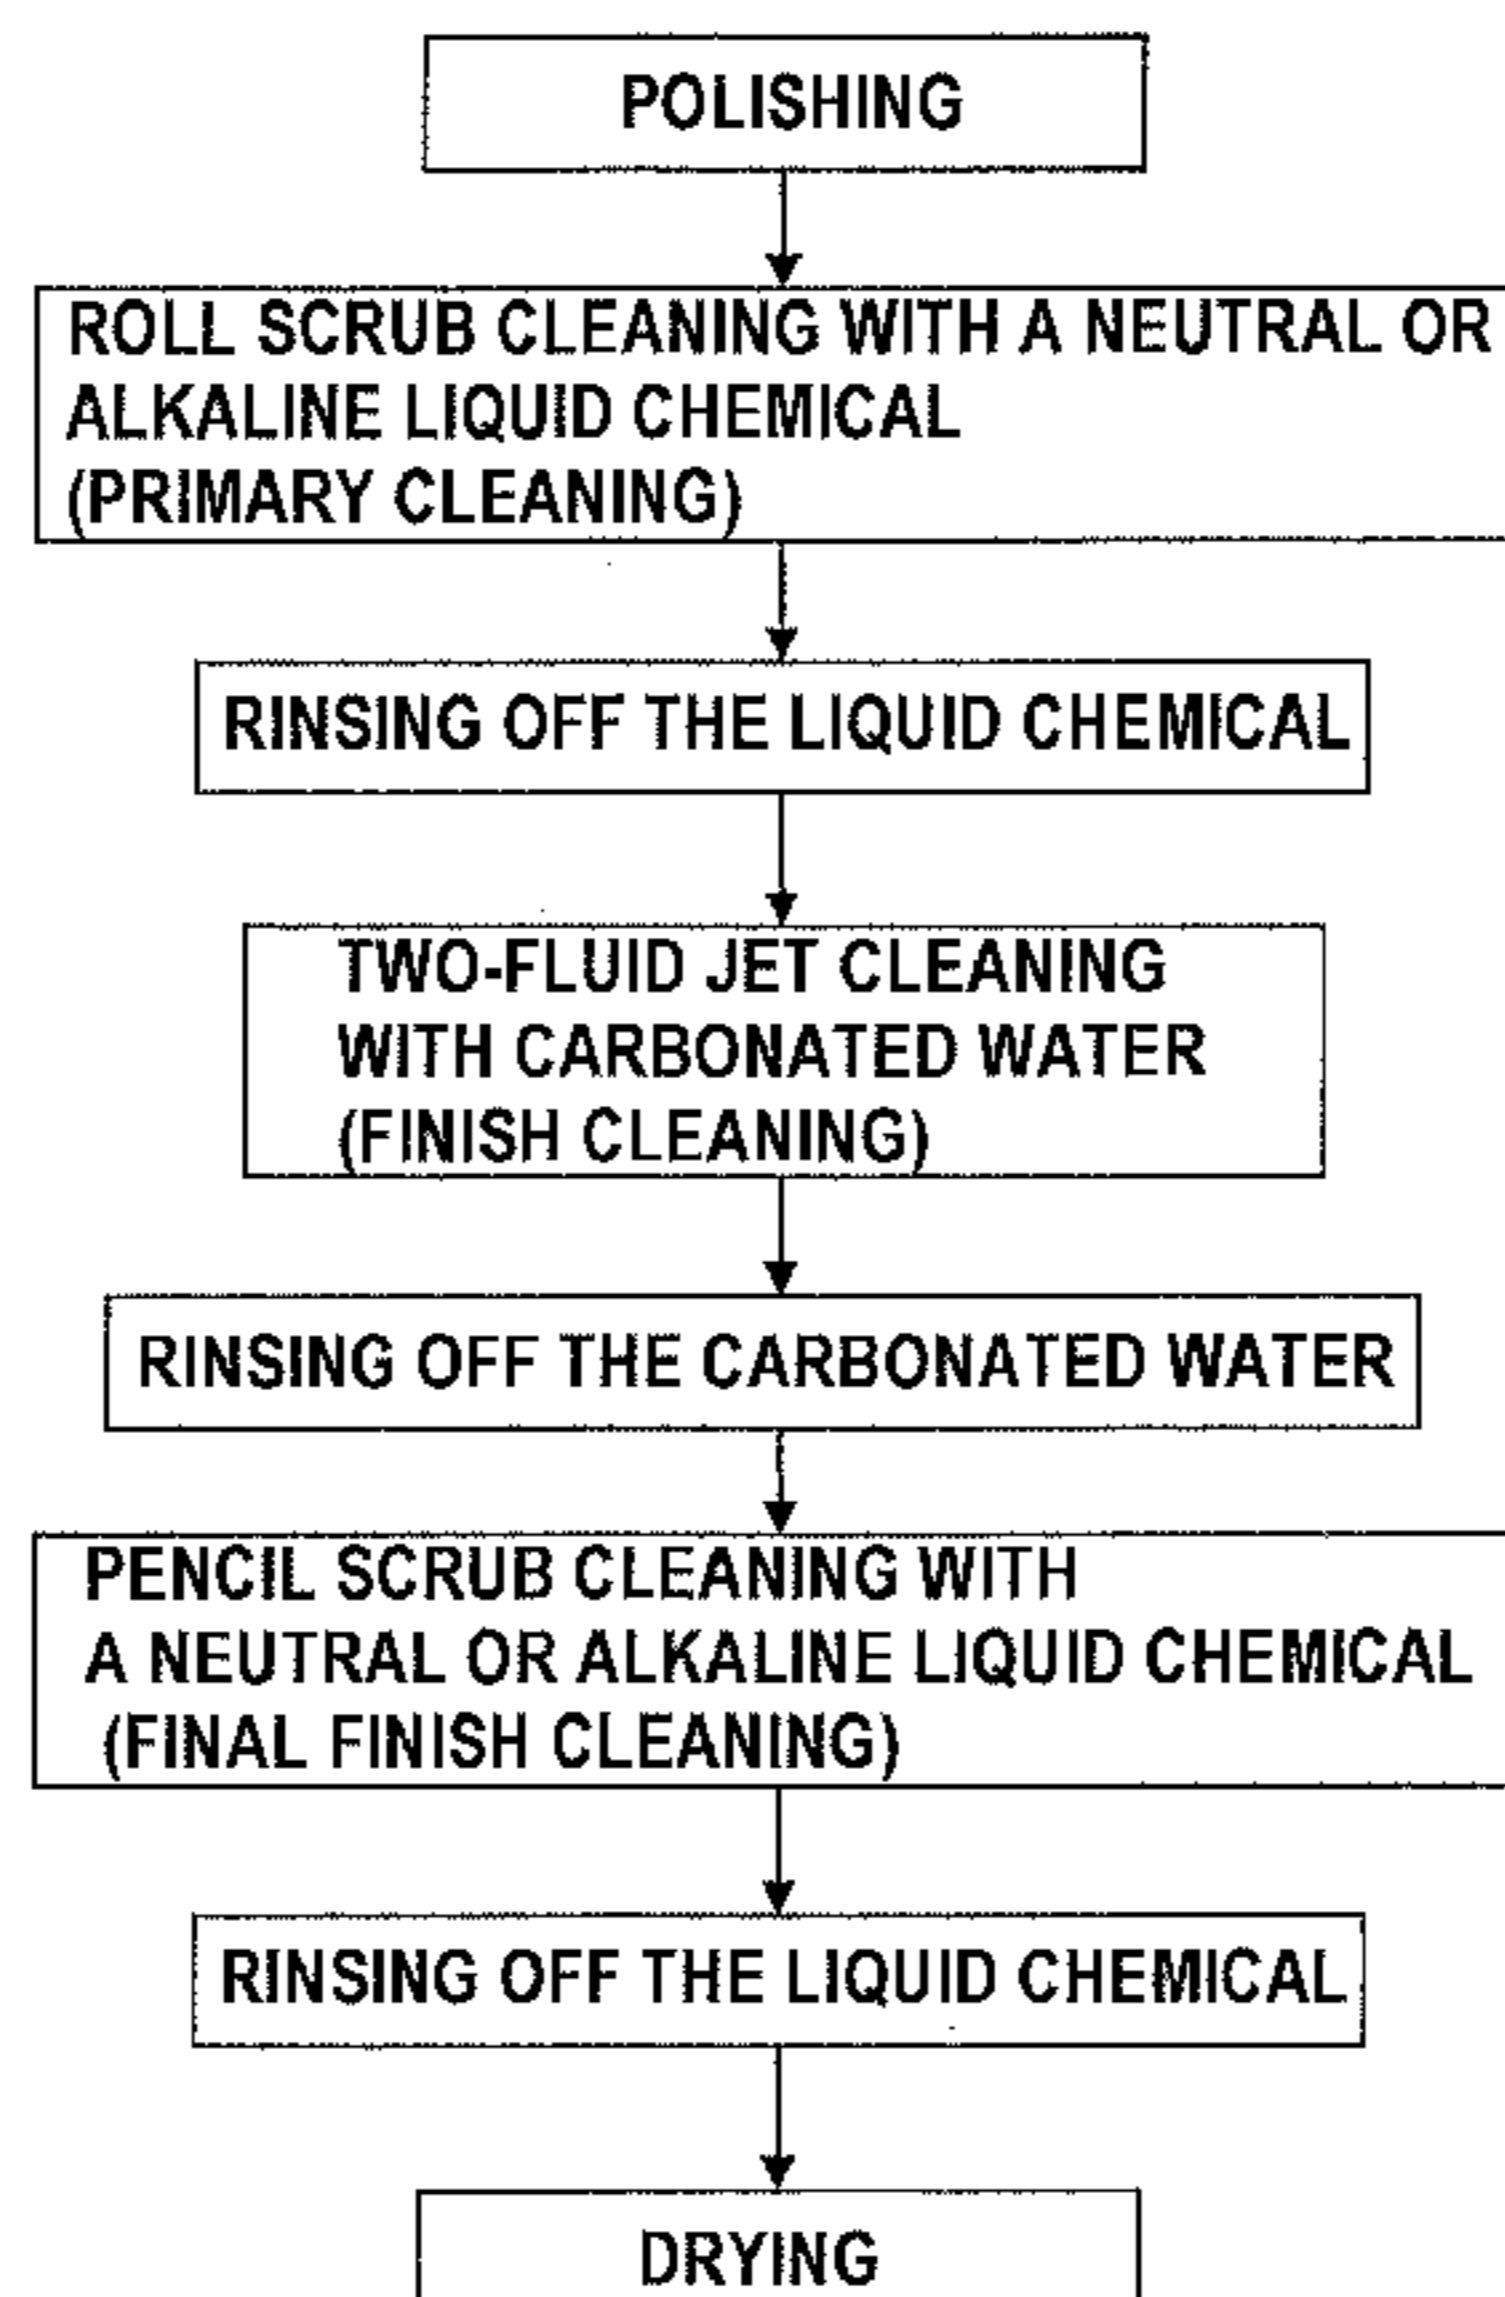 POLISHING
ROLL SCRUB CLEANING WITH A NEUTRAL OR
ALKALINE LIQUID CHEMICAL
(PRIMARY CLEANING)
RINSING OFF THE LIQUID CHEMICAL
TWO-FLUID JET CLEANING
WITH CARBONATED WATER
(FINISH CLEANING)
RINSING OFF THE CARBONATED WATER
PENCIL SCRUB CLEANING WITH
A NEUTRAL OR ALKALINE LIQUID CHEMICAL
(FINAL FINISH CLEANING)
RINSING OFF THE LIQUID CHEMICAL
DRYING